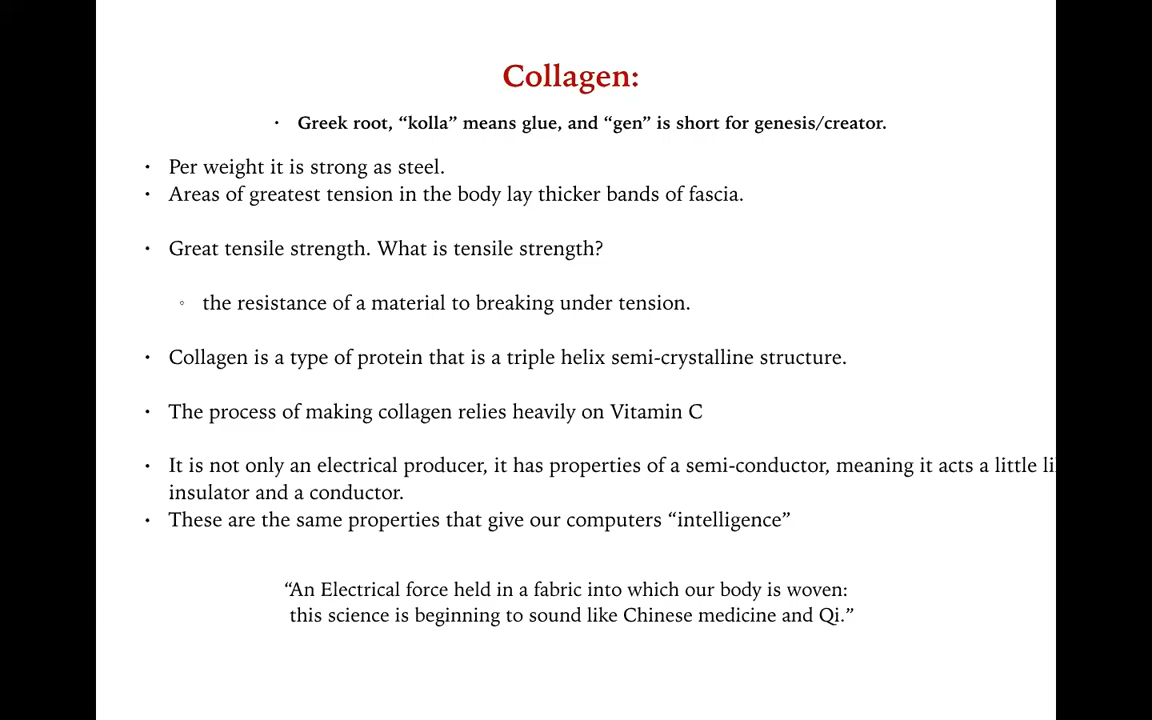 Collagen:
• Greek root, “kolla” means glue, and “gen” is short for genesis/creator.
• Per weight it is strong as steel.
• Areas of greatest tension in the body lay thicker bands of fascia.
• Great tensile strength. What is tensile strength?
◦ the resistance of a material to breaking under tension.
• Collagen is a type of protein that is a triple helix semi-crystalline structure.
• The process of making collagen relies heavily on Vitamin C
• It is not only an electrical producer, it has properties of a semi-conductor, meaning it acts a little
insulator and a conductor.
• These are the same properties that give our computers “intelligence”
“An Electrical force held in a fabric into which our body is woven:
this science is beginning to sound like Chinese medicine and Qi.”